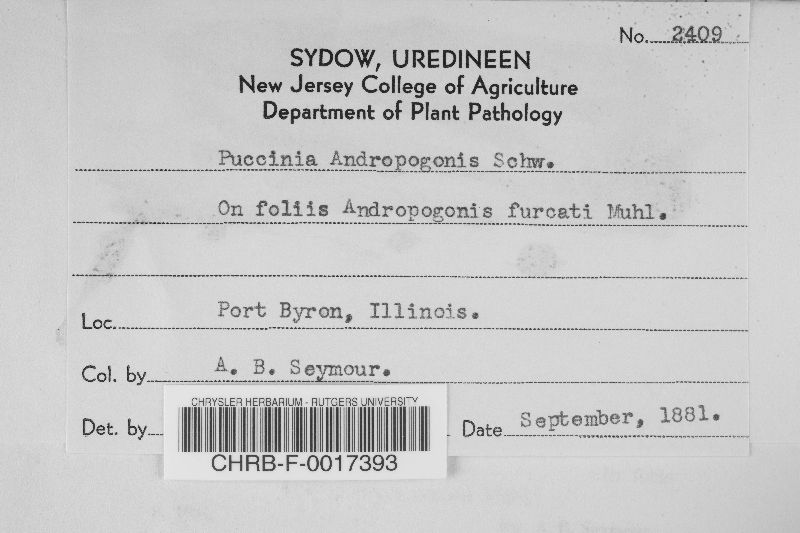 No. 2409
SYDOW, UREDINEEN
New Jersey College of Agriculture
Department of Plant Pathology
Puccinia Andropogonis Schw.
On foliis Andropogonis furcati Muhl.
Loc. Port Byron, Illinois.
Col. by A. B. Seymour.
Det. by
Date September, 1881.
CHRYSLER HERBARIUM - RUTGERS UNIVERSITY
CHRB-F-0017393